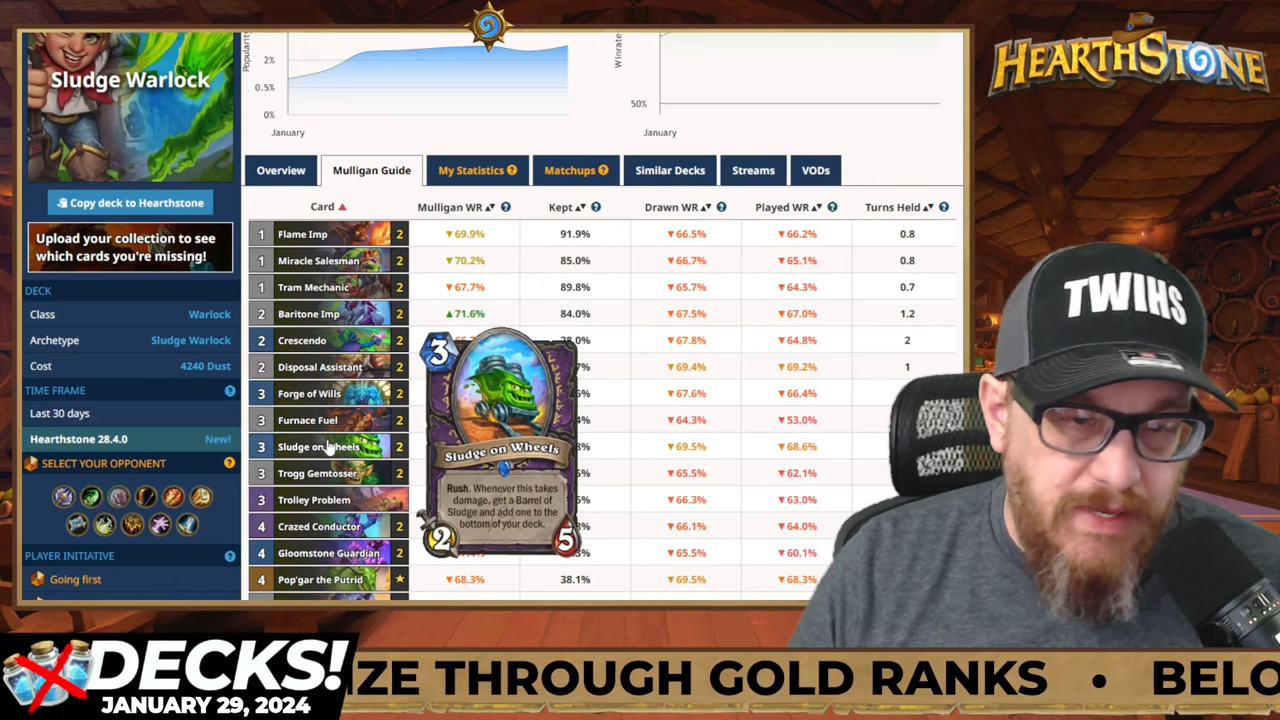 Sludge Warlock
Copy deck to Hearthstone
Upload your collection to see
which cards you're missing!
DECK
Class Warlock
Archetype Sludge Warlock
Cost 4240 Dust
TIME FRAME ?
Last 30 days
Hearthstone 28.4.0 New!
SELECT YOUR OPPONENT ?
PLAYER INITIATIVE ?
Going first
Popularity
2%
0.5%
0%
January
Winrate
50%
January
Overview Mulligan Guide My Statistics ? Matchups ? Similar Decks Streams VODs
Card ▲ Mulligan WR ▲▼ ? Kept ▲▼ ? Drawn WR ▲▼ ? Played WR ▲▼ ? Turns Held ▲▼ ?
1 Flame Imp 2 ▼69.9% 91.9% ▼66.5% ▼66.2% 0.8
1 Miracle Salesman 2 ▼70.2% 85.0% ▼66.7% ▼65.1% 0.8
1 Tram Mechanic 2 ▼67.7% 89.8% ▼65.7% ▼64.3% 0.7
2 Baritone Imp 2 ▲71.6% 84.0% ▼67.5% ▼67.0% 1.2
2 Crescendo 2 ▼67.8% ▼64.8% 2
2 Disposal Assistant 2 ▼69.4% ▼69.2% 1
3 Forge of Wills 2 ▼67.6% ▼66.4%
3 Furnace Fuel 2 ▼64.3% ▼53.0%
3 Sludge on Wheels 2 ▼69.5% ▼68.6%
3 Trogg Gemtosser 2 ▼65.5% ▼62.1%
3 Trolley Problem ▼66.3% ▼63.0%
4 Crazed Conductor 2 ▼66.1% ▼64.0%
4 Gloomstone Guardian 2 ▼65.5% ▼60.1%
4 Pop'gar the Putrid ★ ▼68.3% 38.1% ▼69.5% ▼68.3%
3
Sludge on Wheels
Rush. Whenever this takes
damage, get a Barrel of
Sludge and add one to the
bottom of your deck.
2 5
HEARTHSTONE
TWIHS
DECKS!
JANUARY 29, 2024
IZE THROUGH GOLD RANKS • BELO